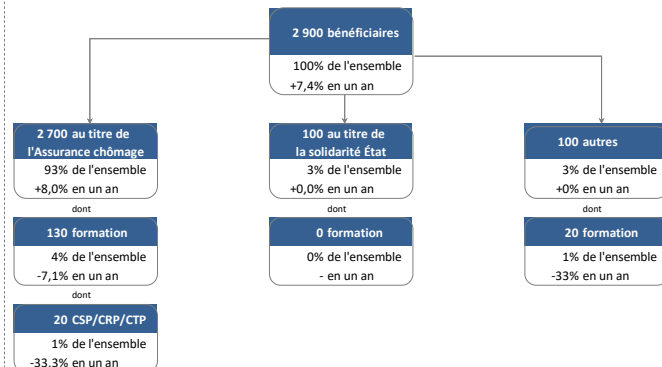 2 900 bénéficiaires
100% de l'ensemble
+7,4% en un an
2 700 au titre de
l'Assurance chômage
93% de l'ensemble
+8,0% en un an
dont
130 formation
4% de l'ensemble
-7,1% en un an
dont
20 CSP/CRP/CTP
1% de l'ensemble
-33,3% en un an
100 au titre de
la solidarité État
3% de l'ensemble
+0,0% en un an
dont
0 formation
0% de l'ensemble
- en un an
100 autres
3% de l'ensemble
+0% en un an
dont
20 formation
1% de l'ensemble
-33% en un an